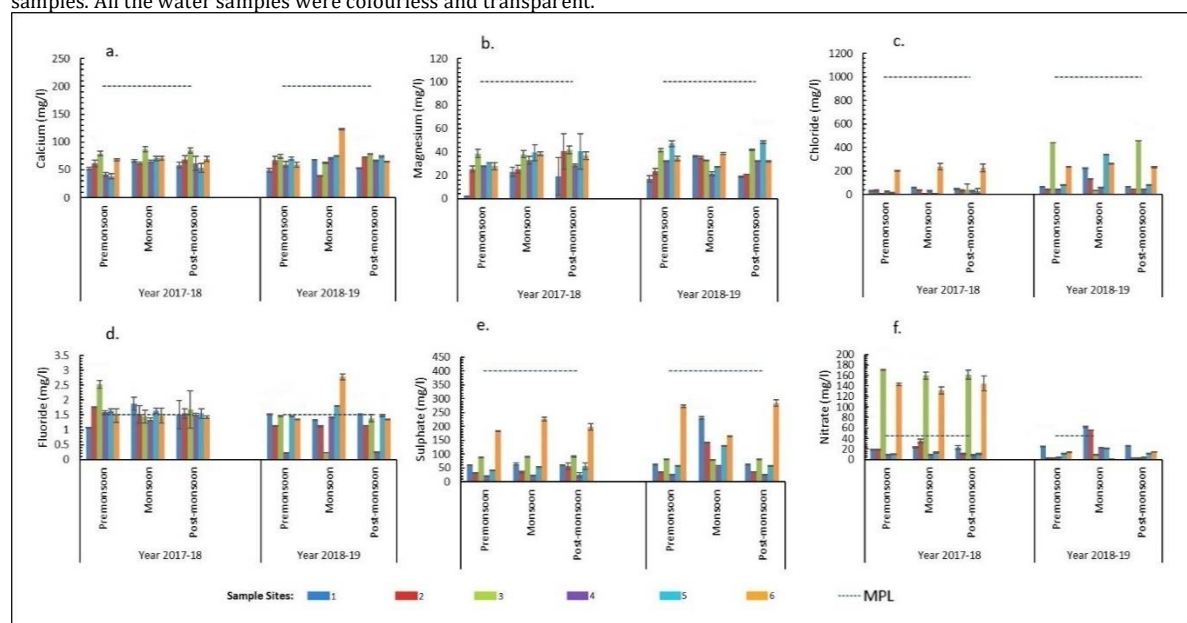 samples. All the water samples were colourless and transparent.
a.
Calcium (mg/l)
250
200
150
100
50
0
Premonsoon
Monsoon
Post-monsoon
Premonsoon
Monsoon
Post-monsoon
Year 2017-18
Year 2018-19
b.
Magnesium (mg/l)
120
100
80
60
40
20
0
Premonsoon
Monsoon
Post-monsoon
Premonsoon
Monsoon
Post-monsoon
Year 2017-18
Year 2018-19
c.
Chloride (mg/l)
1200
1000
800
600
400
200
0
Premonsoon
Monsoon
Post-monsoon
Premonsoon
Monsoon
Post-monsoon
Year 2017-18
Year 2018-19
d.
Fluoride (mg/l)
3.5
3
2.5
2
1.5
1
0.5
0
Premonsoon
Monsoon
Post-monsoon
Premonsoon
Monsoon
Post-monsoon
Year 2017-18
Year 2018-19
e.
Sulphate (mg/l)
450
400
350
300
250
200
150
100
50
0
Premonsoon
Monsoon
Post-monsoon
Premonsoon
Monsoon
Post-monsoon
Year 2017-18
Year 2018-19
f.
Nitrate (mg/l)
200
180
160
140
120
100
80
60
40
20
0
Premonsoon
Monsoon
Post-monsoon
Premonsoon
Monsoon
Post-monsoon
Year 2017-18
Year 2018-19
Sample Sites: 1 2 3 4 5 6 MPL